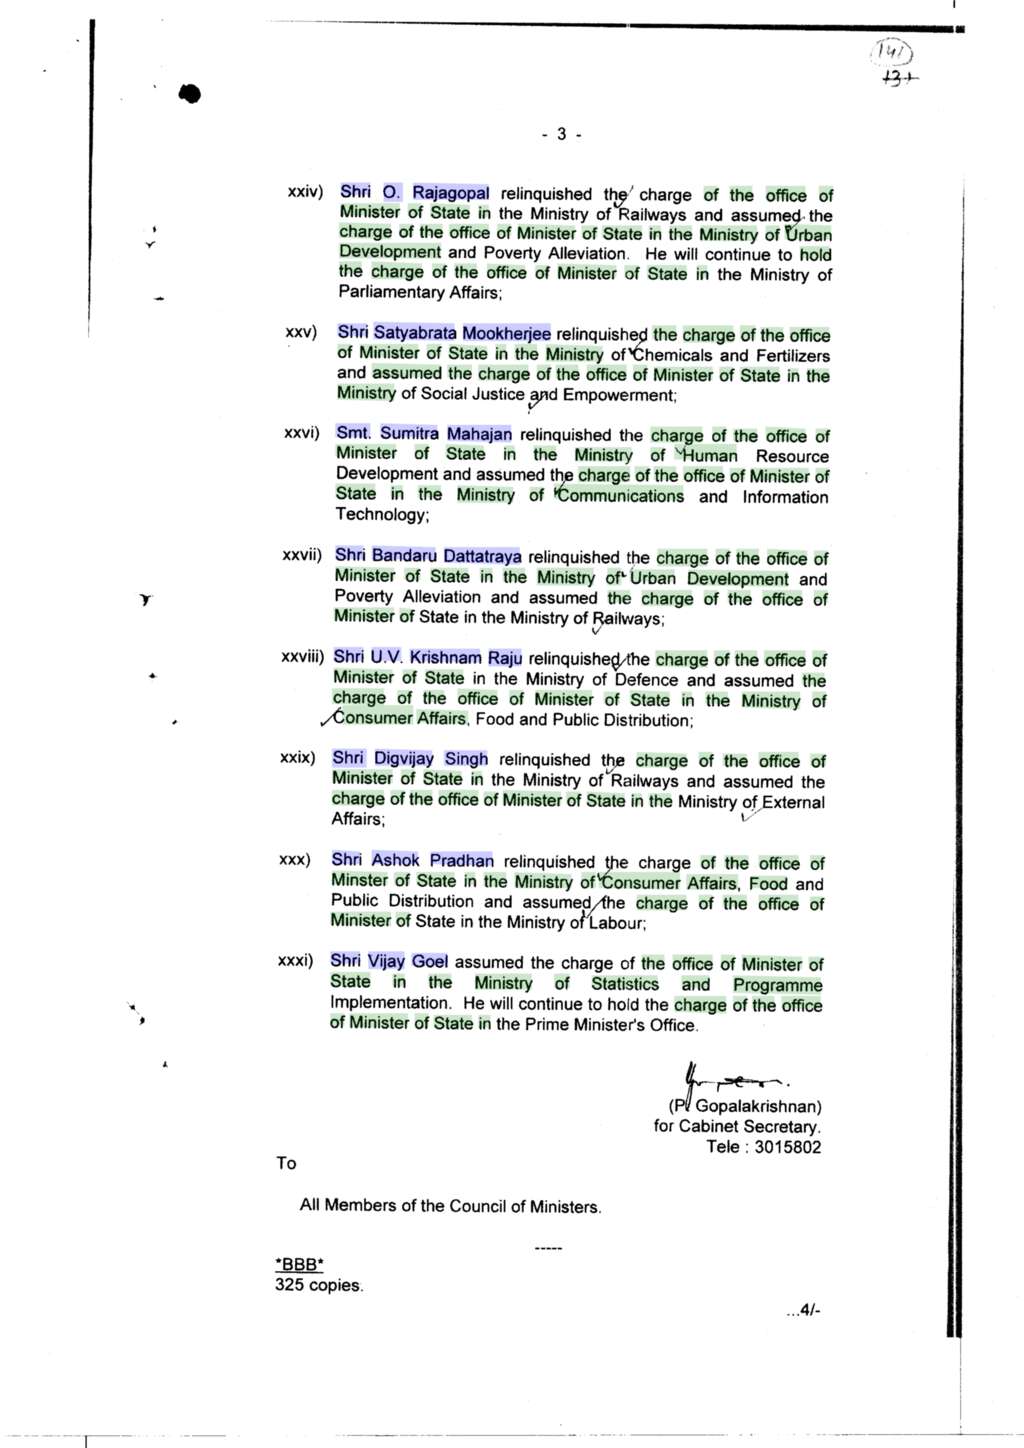 141
- 3 -
xxiv) Shri O. Rajagopal relinquished the charge of the office of
Minister of State in the Ministry of Railways and assumed the
charge of the office of Minister of State in the Ministry of Urban
Development and Poverty Alleviation. He will continue to hold
the charge of the office of Minister of State in the Ministry of
Parliamentary Affairs;
xxv) Shri Satyabrata Mookherjee relinquished the charge of the office
of Minister of State in the Ministry of Chemicals and Fertilizers
and assumed the charge of the office of Minister of State in the
Ministry of Social Justice and Empowerment;
xxvi) Smt. Sumitra Mahajan relinquished the charge of the office of
Minister of State in the Ministry of Human Resource
Development and assumed the charge of the office of Minister of
State in the Ministry of Communications and Information
Technology;
xxvii) Shri Bandaru Dattatraya relinquished the charge of the office of
Minister of State in the Ministry of Urban Development and
Poverty Alleviation and assumed the charge of the office of
Minister of State in the Ministry of Railways;
xxviii) Shri U.V. Krishnam Raju relinquished the charge of the office of
Minister of State in the Ministry of Defence and assumed the
charge of the office of Minister of State in the Ministry of
Consumer Affairs, Food and Public Distribution;
xxix) Shri Digvijay Singh relinquished the charge of the office of
Minister of State in the Ministry of Railways and assumed the
charge of the office of Minister of State in the Ministry of External
Affairs;
xxx) Shri Ashok Pradhan relinquished the charge of the office of
Minster of State in the Ministry of Consumer Affairs, Food and
Public Distribution and assumed the charge of the office of
Minister of State in the Ministry of Labour;
xxxi) Shri Vijay Goel assumed the charge of the office of Minister of
State in the Ministry of Statistics and Programme
Implementation. He will continue to hold the charge of the office
of Minister of State in the Prime Minister's Office.
(P. Gopalakrishnan)
for Cabinet Secretary.
Tele : 3015802
To
All Members of the Council of Ministers.
-----
*BBB*
325 copies.
...4/-